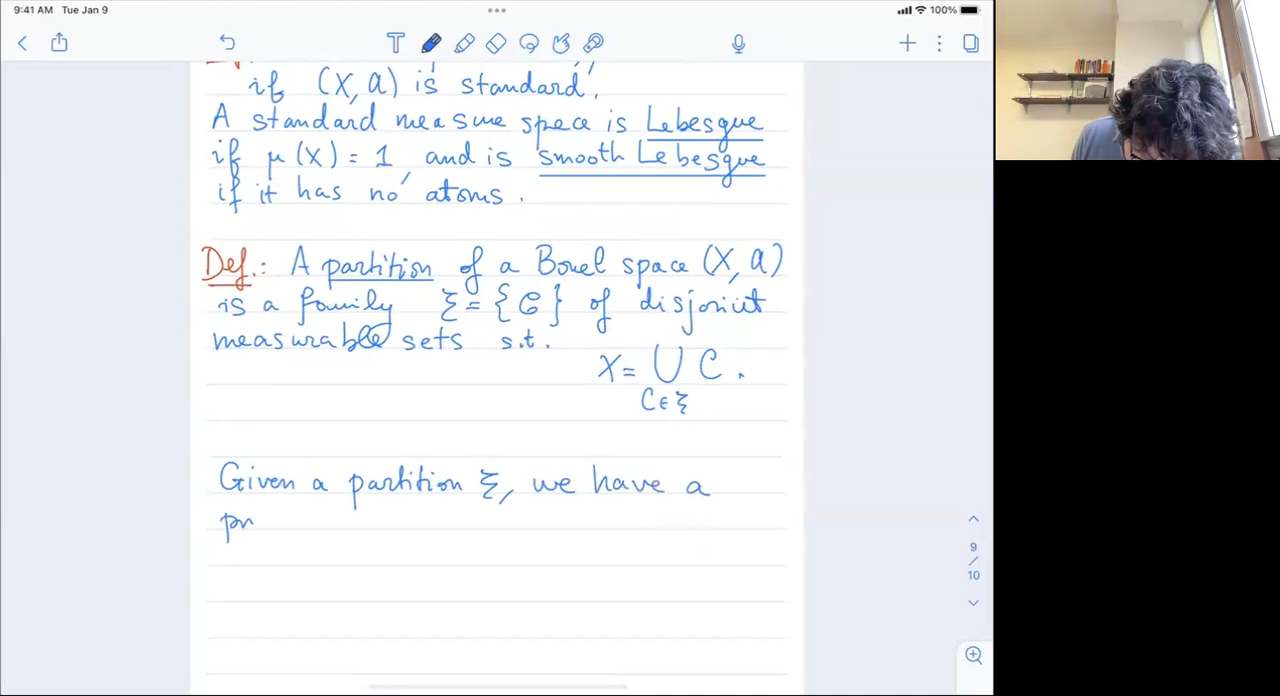 9:41 AM Tue Jan 9
100%
if (X, a) is standard.
A standard measure space is Lebesgue
if μ(X) = 1, and is smooth Lebesgue
if it has no atoms.
Def.: A partition of a Borel space (X, a)
is a family ξ = {C} of disjoint
measurable sets s.t.
X = ∪ C.
C ∈ ξ
Given a partition ξ, we have a
pr
9
/
10